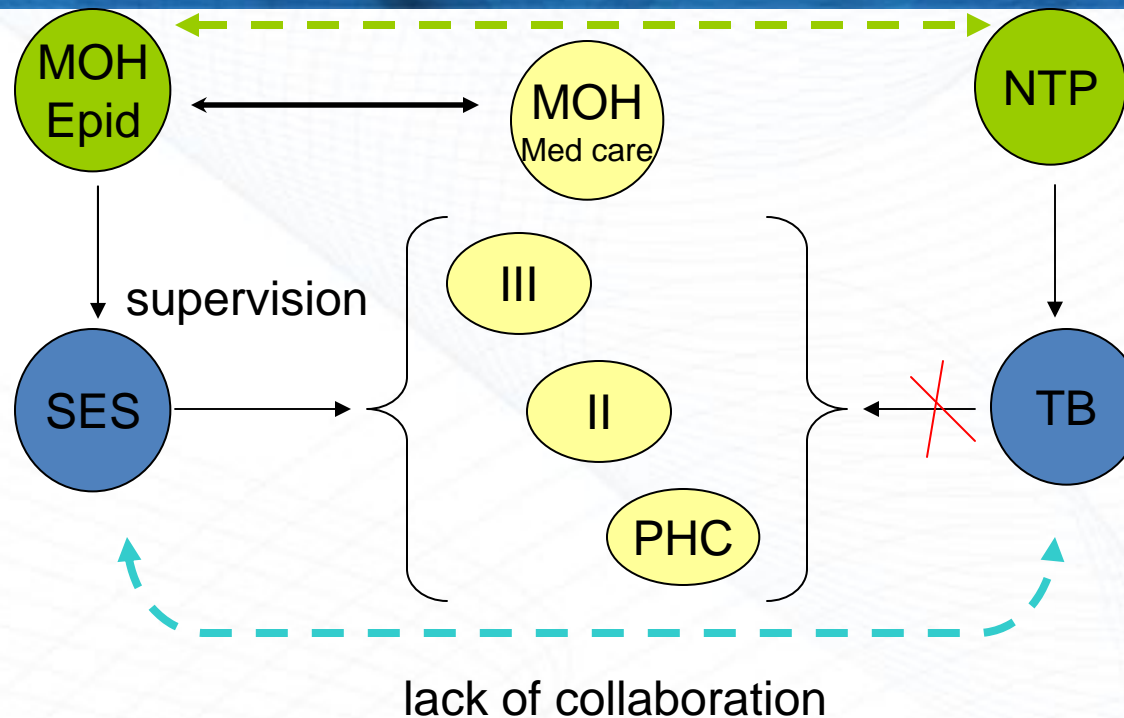 MOH
Epid
MOH
Med care
NTP
III
supervision
SES
II
TB
PHC
lack of collaboration